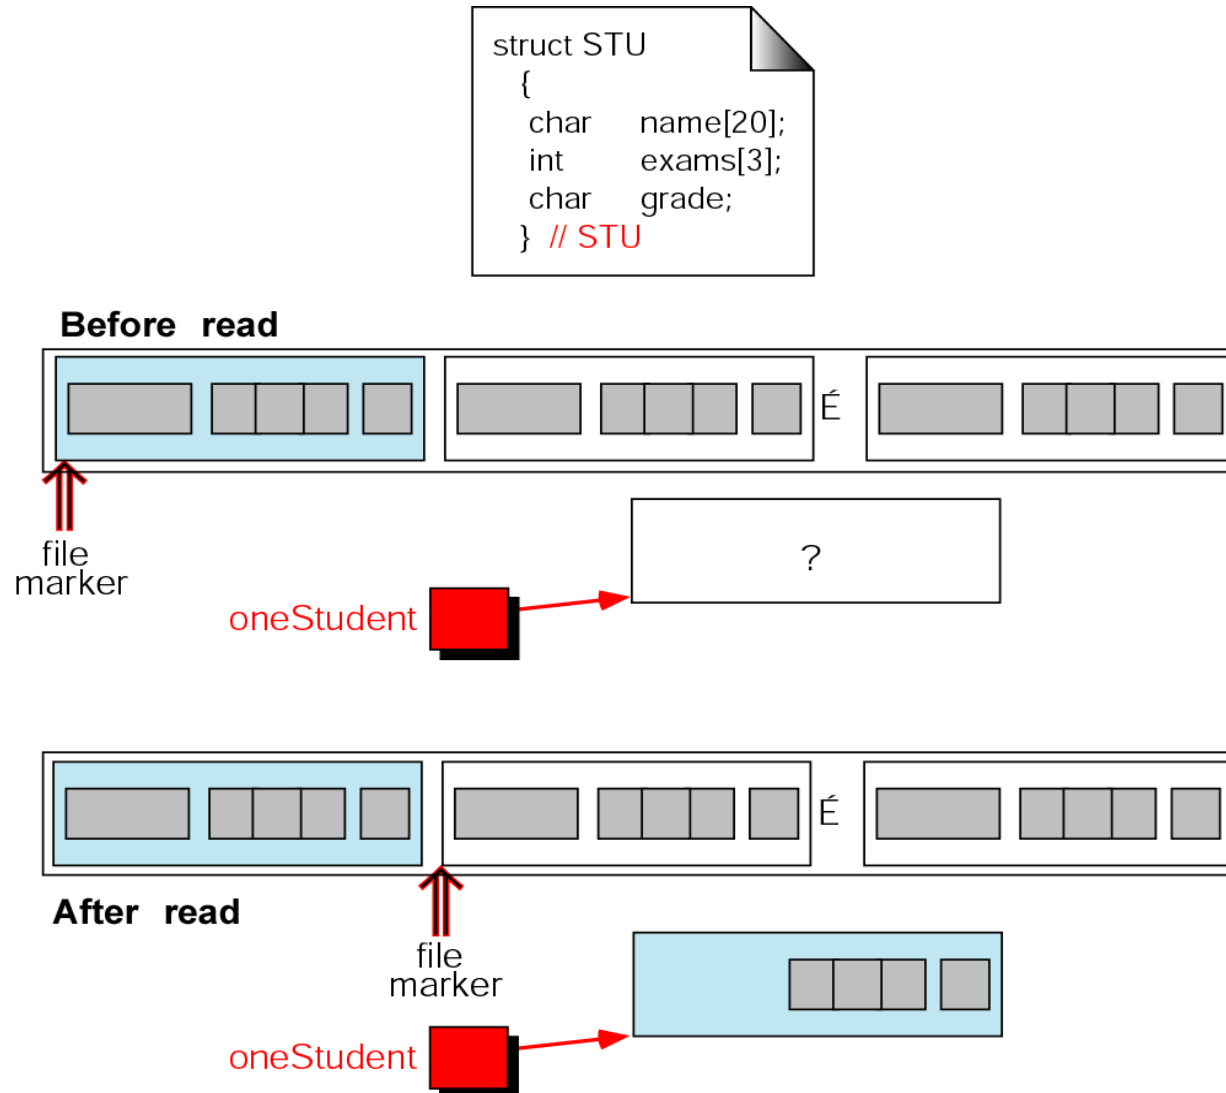 struct STU
{
char name[20];
int exams[3];
char grade;
} // STU
Before read
É
file
marker
?
oneStudent
É
After read
file
marker
oneStudent